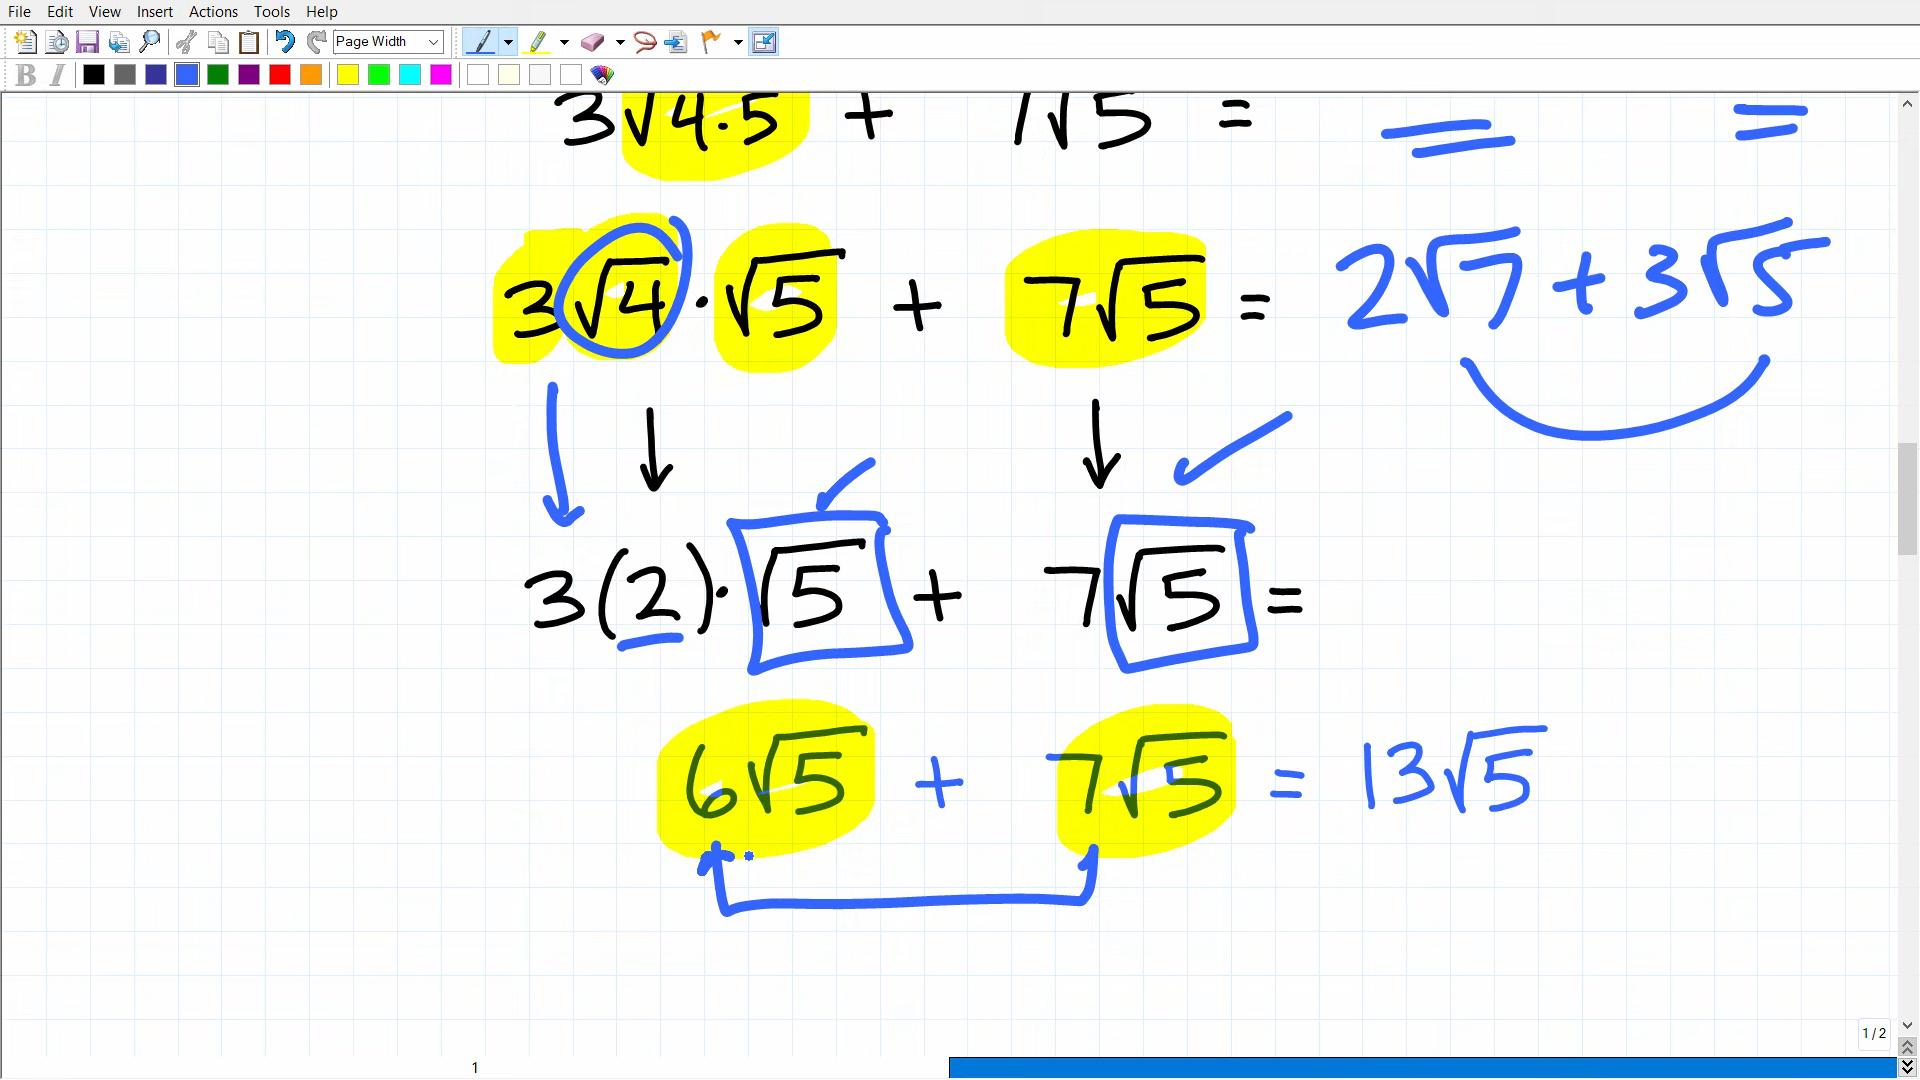 File Edit View Insert Actions Tools Help
Page Width
B I
3√4·5 + 7√5 =
3√4·√5 + 7√5 = 2√7 + 3√5
3(2)·√5 + 7√5 =
6√5 + 7√5 = 13√5
1 / 2
1